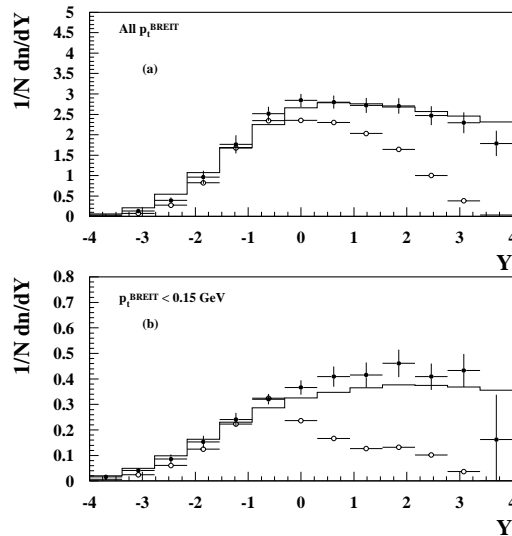 All p_t^BREIT
(a)
1/N dn/dY
5
4.5
4
3.5
3
2.5
2
1.5
1
0.5
0
-4 -3 -2 -1 0 1 2 3 4
Y
p_t^BREIT < 0.15 GeV
(b)
1/N dn/dY
0.8
0.7
0.6
0.5
0.4
0.3
0.2
0.1
0
-4 -3 -2 -1 0 1 2 3 4
Y